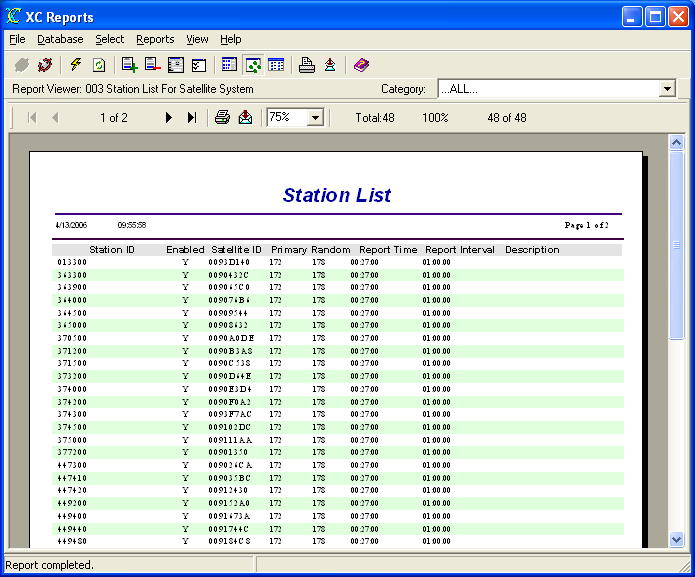 XC Reports
File Database Select Reports View Help
Report Viewer: 003 Station List For Satellite System Category: ...ALL...
1 of 2 75% Total:48 100% 48 of 48
Station List
4/13/2006 09:55:58 Page 1 of 2
Station ID Enabled Satellite ID Primary Random Report Time Report Interval Description
013300 Y 0093D140 172 178 00:27:00 01:00:00
363300 Y 0090432C 172 178 00:27:00 01:00:00
363900 Y 009065C0 172 178 00:27:00 01:00:00
364000 Y 009076B6 172 178 00:27:00 01:00:00
364500 Y 00909544 172 178 00:27:00 01:00:00
365000 Y 00908632 172 178 00:27:00 01:00:00
370500 Y 0090A0DE 172 178 00:27:00 01:00:00
371200 Y 0090B3A8 172 178 00:27:00 01:00:00
371500 Y 0090C538 172 178 00:27:00 01:00:00
373200 Y 0090D64E 172 178 00:27:00 01:00:00
374000 Y 0090E3D4 172 178 00:27:00 01:00:00
374200 Y 0090F0A2 172 178 00:27:00 01:00:00
374300 Y 0093F7AC 172 178 00:27:00 01:00:00
374500 Y 009102DC 172 178 00:27:00 01:00:00
375000 Y 009111AA 172 178 00:27:00 01:00:00
377200 Y 00901350 172 178 00:27:00 01:00:00
447300 Y 009026CA 172 178 00:27:00 01:00:00
447410 Y 009035BC 172 178 00:27:00 01:00:00
447420 Y 00912430 172 178 00:27:00 01:00:00
449200 Y 009152A0 172 178 00:27:00 01:00:00
449400 Y 0091673A 172 178 00:27:00 01:00:00
449440 Y 0091744C 172 178 00:27:00 01:00:00
449480 Y 009184C8 172 178 00:27:00 01:00:00
Report completed.